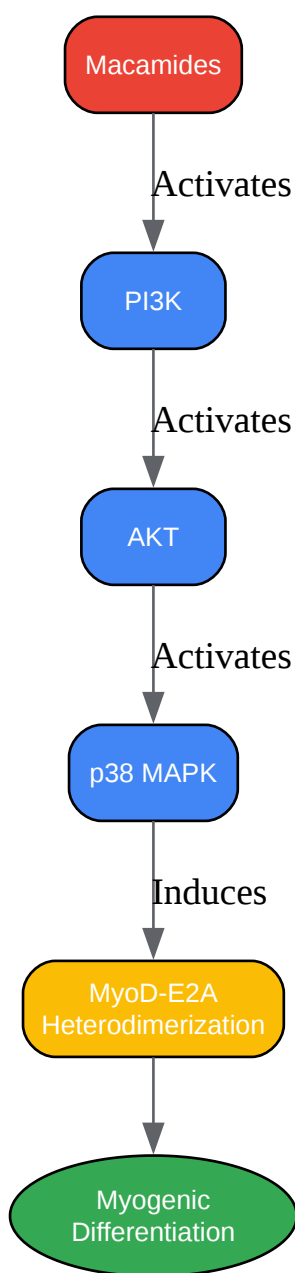 Macamides
Activates
PI3K
Activates
AKT
Activates
p38 MAPK
Induces
MyoD-E2A
Heterodimerization
Myogenic
Differentiation